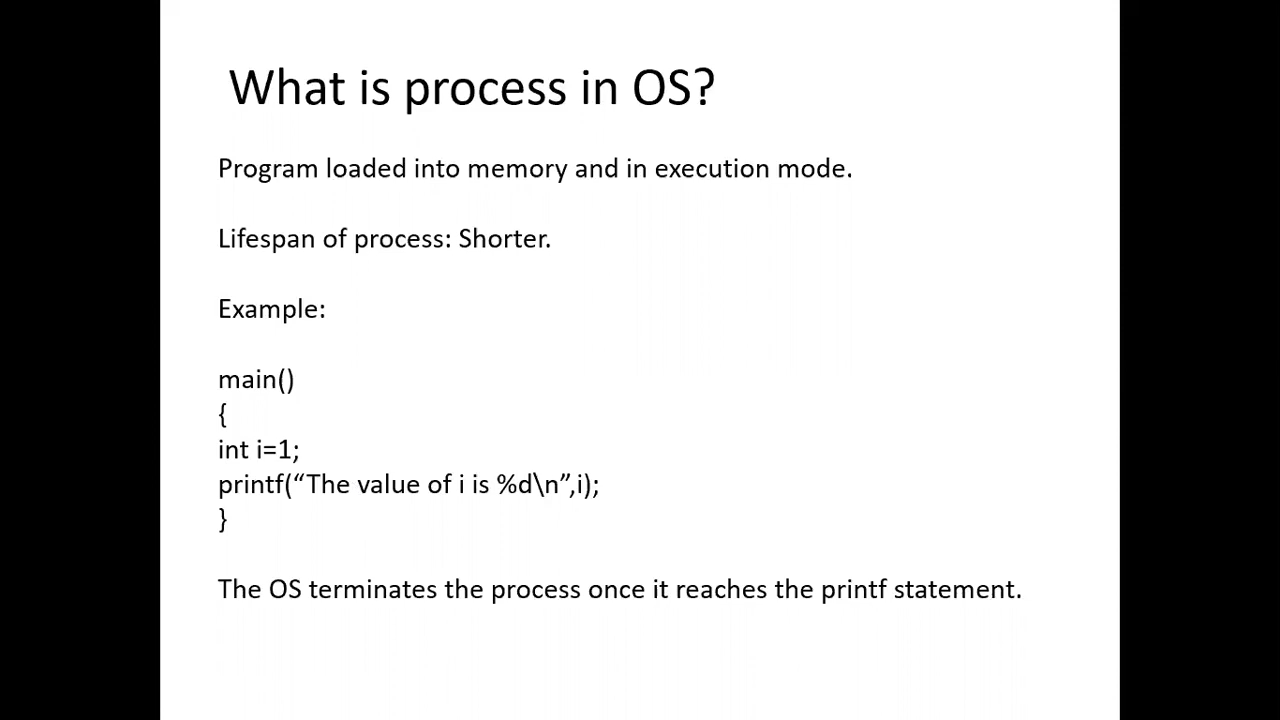 What is process in OS?
Program loaded into memory and in execution mode.
Lifespan of process: Shorter.
Example:
main()
{
int i=1;
printf(“The value of i is %d\n”,i);
}
The OS terminates the process once it reaches the printf statement.